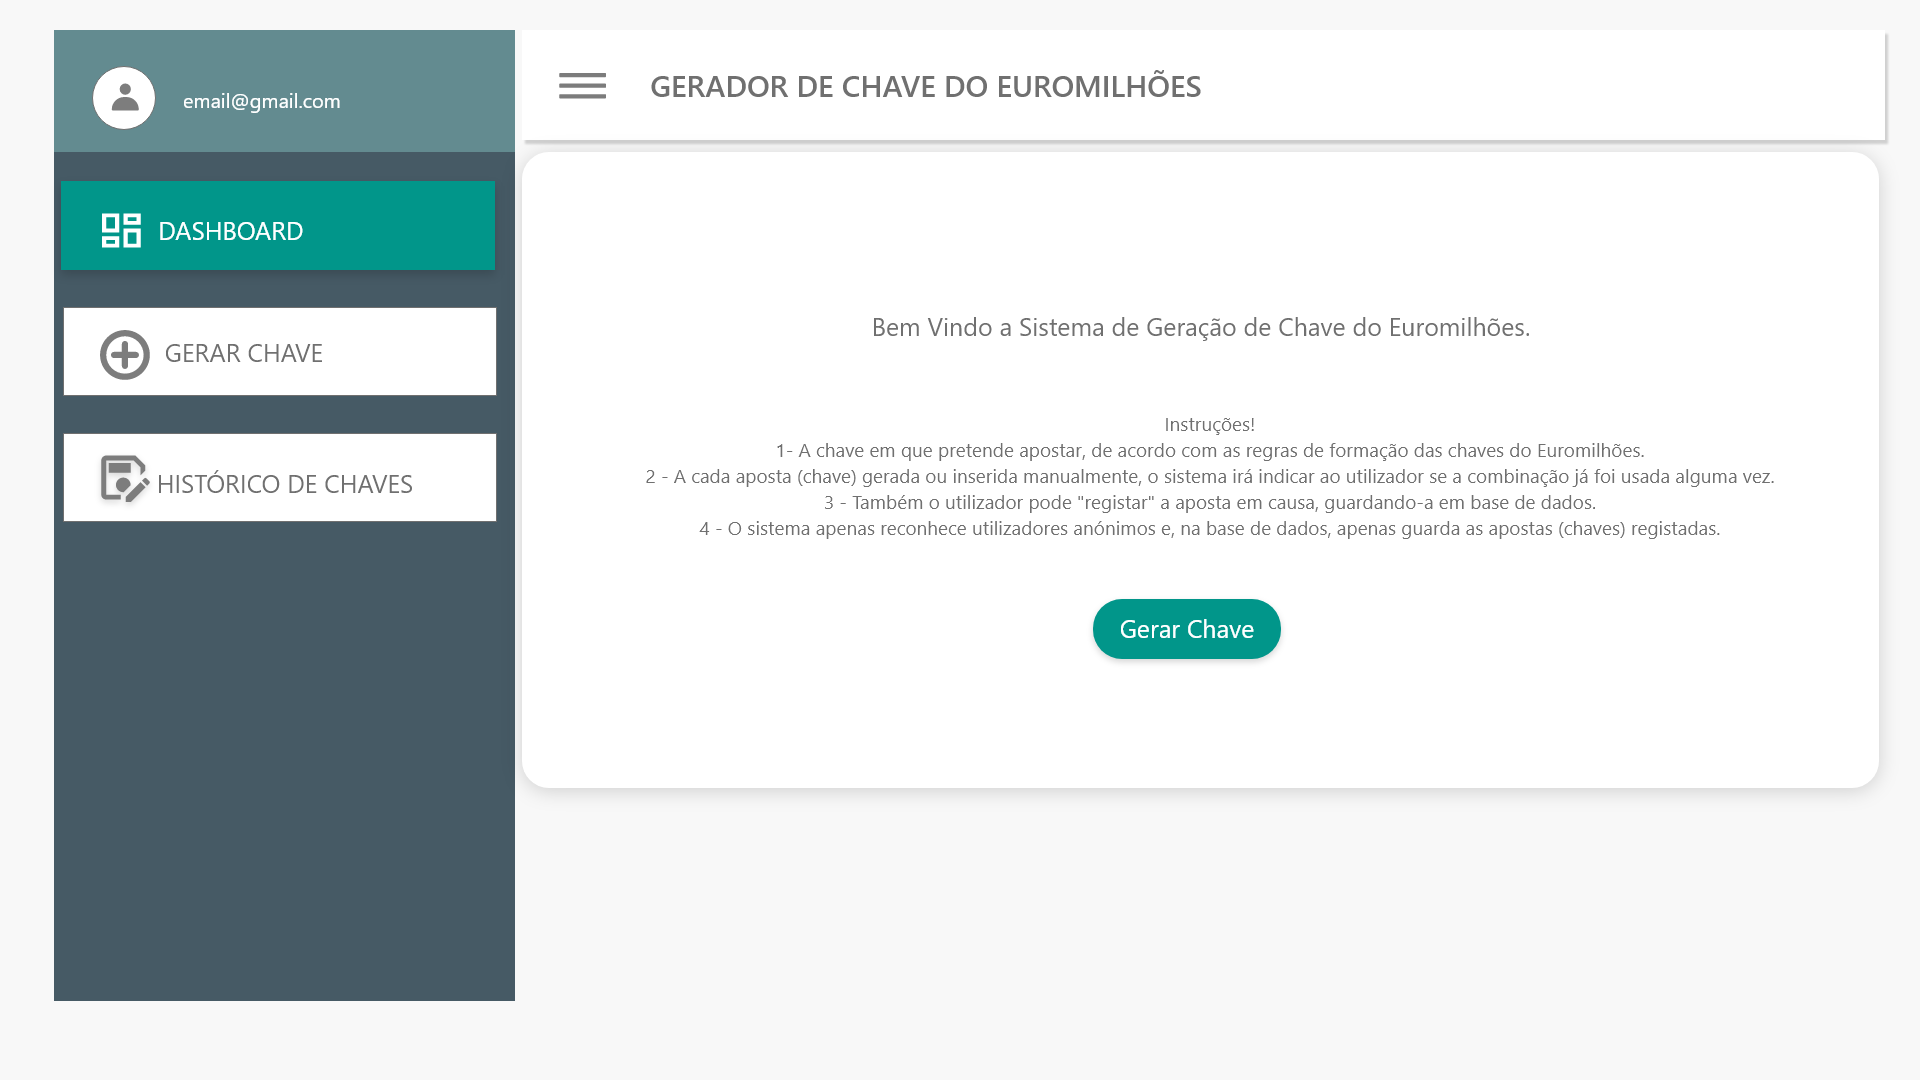 email@gmail.com
GERADOR DE CHAVE DO EUROMILHÕES
DASHBOARD
GERAR CHAVE
HISTÓRICO DE CHAVES
Bem Vindo a Sistema de Geração de Chave do Euromilhões.
Instruções!
1- A chave em que pretende apostar, de acordo com as regras de formação das chaves do Euromilhões.
2 - A cada aposta (chave) gerada ou inserida manualmente, o sistema irá indicar ao utilizador se a combinação já foi usada alguma vez.
3 - Também o utilizador pode "registar" a aposta em causa, guardando-a em base de dados.
4 - O sistema apenas reconhece utilizadores anónimos e, na base de dados, apenas guarda as apostas (chaves) registadas.
Gerar Chave